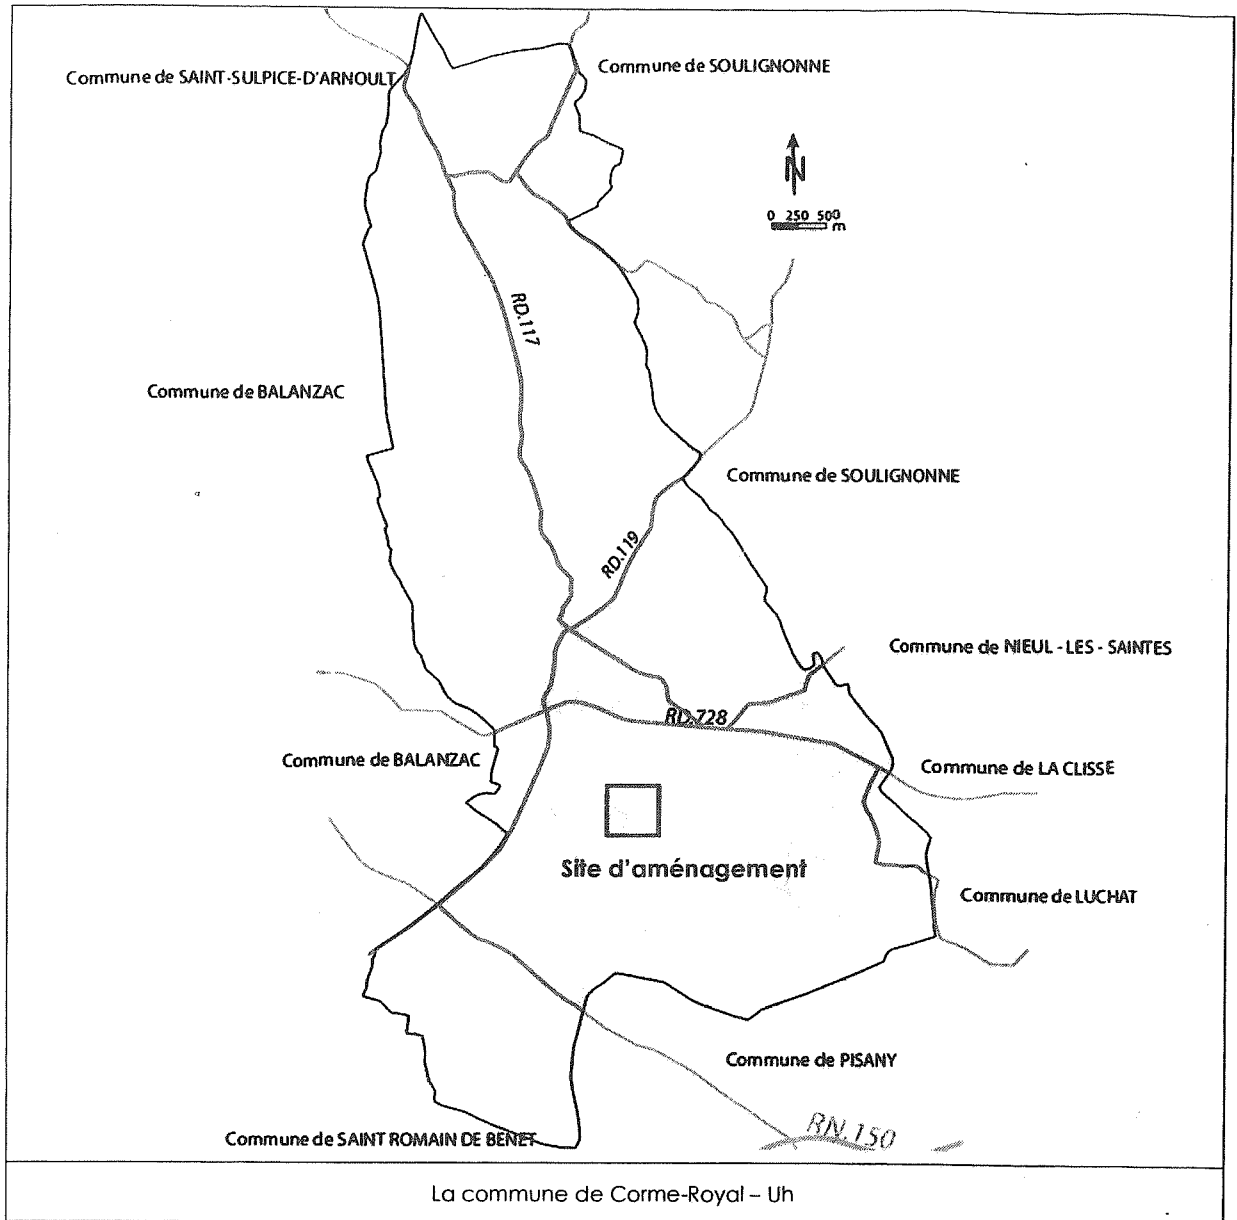 Commune de SAINT-SULPICE-D'ARNOULT
Commune de SOULIGNONNE
N
0 250 500
m
RD.117
Commune de BALANZAC
Commune de SOULIGNONNE
RD.119
Commune de NIEUL - LES - SAINTES
RD.728
Commune de BALANZAC
Commune de LA CLISSE
Site d'aménagement
Commune de LUCHAT
Commune de PISANY
RN.150
Commune de SAINT ROMAIN DE BENET
La commune de Corme-Royal – Uh